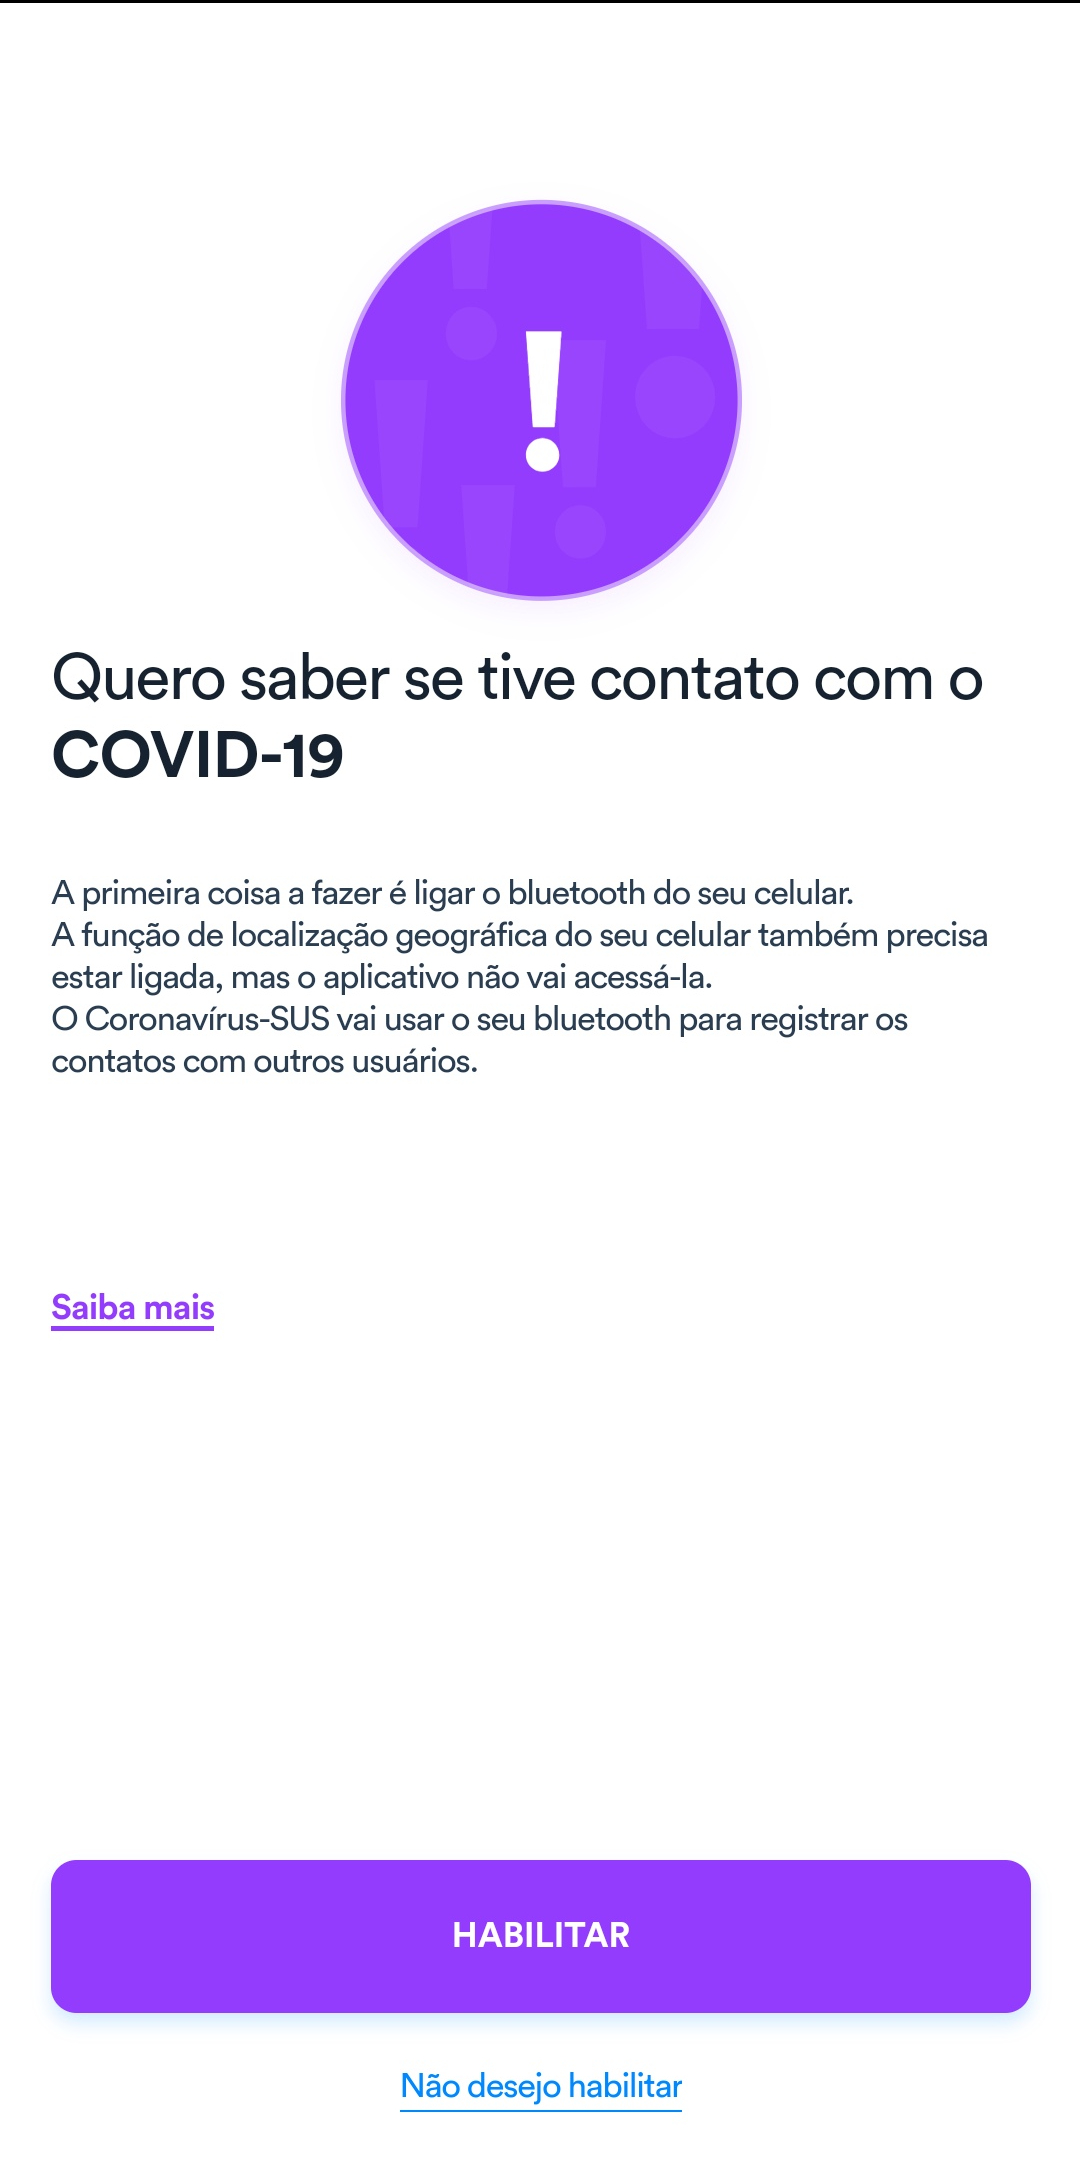 Quero saber se tive contato com o
COVID-19
A primeira coisa a fazer é ligar o bluetooth do seu celular.
A função de localização geográfica do seu celular também precisa
estar ligada, mas o aplicativo não vai acessá-la.
O Coronavírus-SUS vai usar o seu bluetooth para registrar os
contatos com outros usuários.
Saiba mais
HABILITAR
Não desejo habilitar